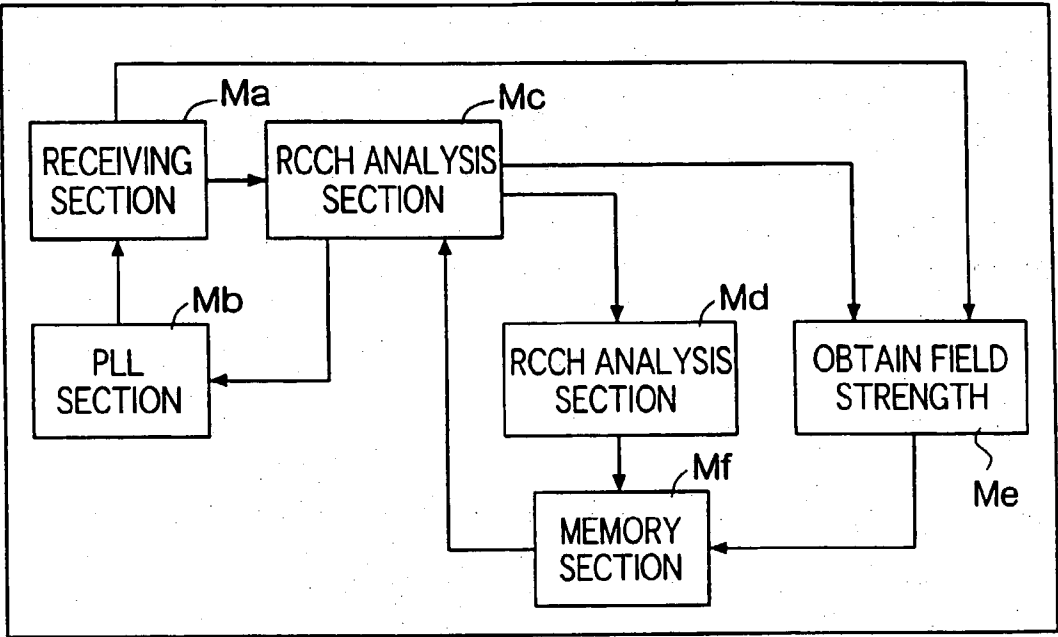 Ma
RECEIVING
SECTION
Mc
RCCH ANALYSIS
SECTION
Mb
PLL
SECTION
Md
RCCH ANALYSIS
SECTION
OBTAIN FIELD
STRENGTH
Me
Mf
MEMORY
SECTION